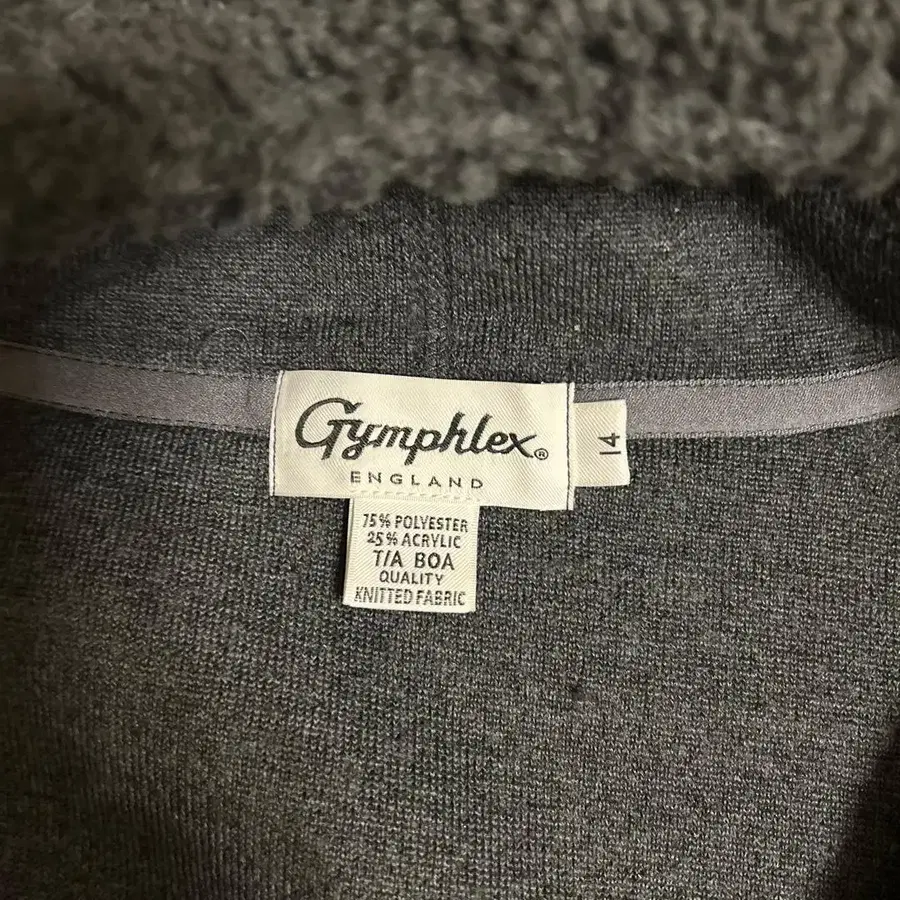 Gymphlex®
ENGLAND
14
75% POLYESTER
25% ACRYLIC
T/A BOA
QUALITY
KNITTED FABRIC